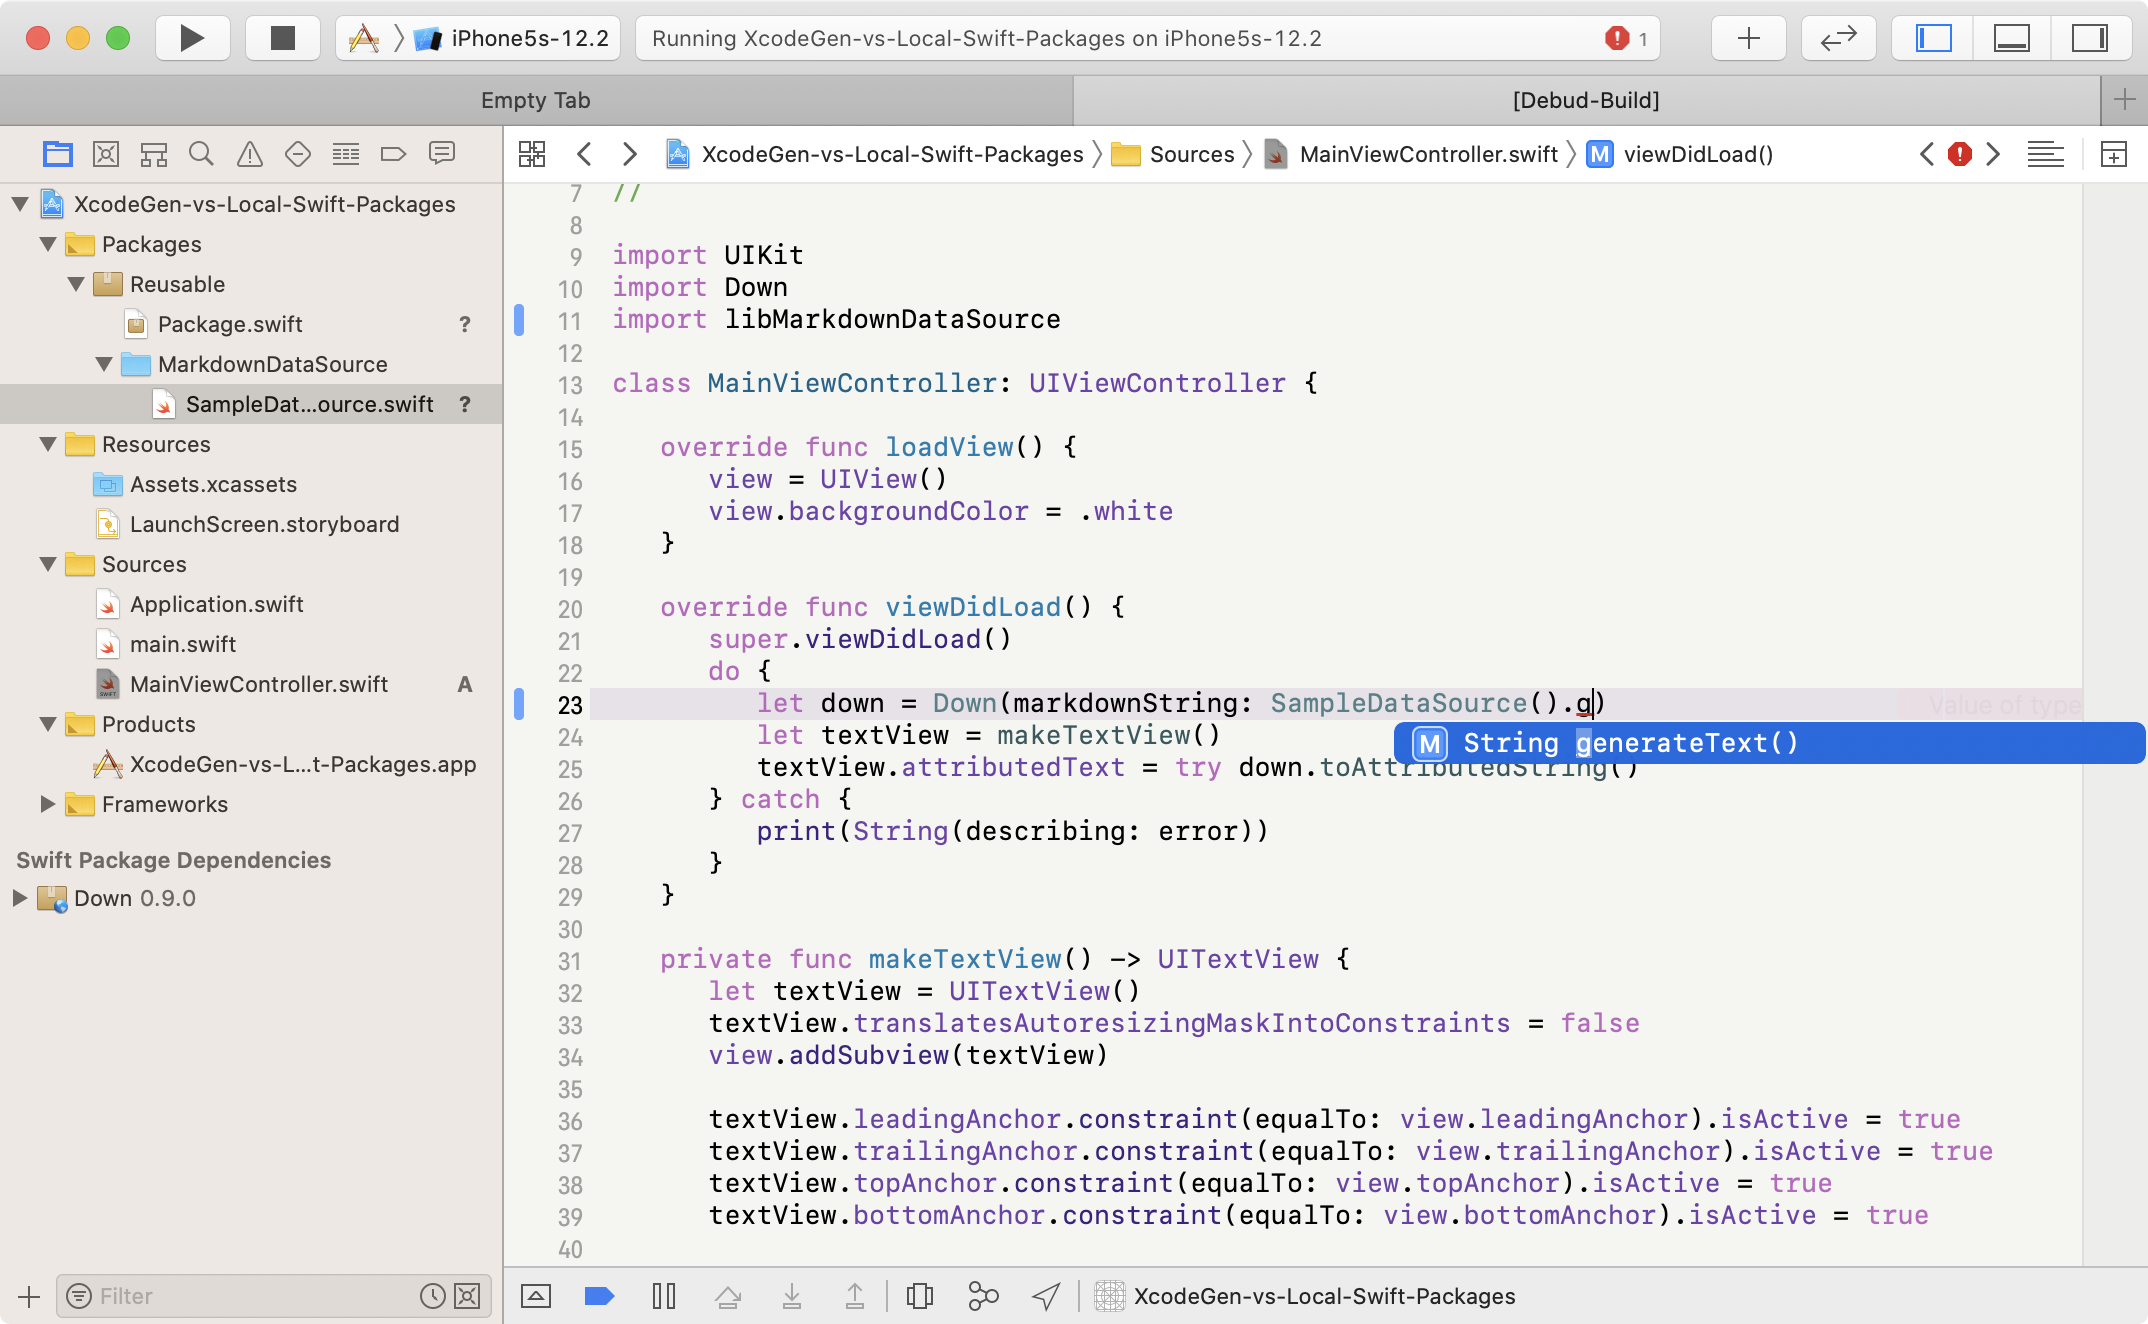 iPhone5s-12.2
Running XcodeGen-vs-Local-Swift-Packages on iPhone5s-12.2
1
Empty Tab
[Debud-Build]
XcodeGen-vs-Local-Swift-Packages
Sources
MainViewController.swift
M
viewDidLoad()
XcodeGen-vs-Local-Swift-Packages
Packages
Reusable
Package.swift ?
MarkdownDataSource
SampleDat...ource.swift ?
Resources
Assets.xcassets
LaunchScreen.storyboard
Sources
Application.swift
main.swift
MainViewController.swift A
Products
XcodeGen-vs-L...t-Packages.app
Frameworks
Swift Package Dependencies
Down 0.9.0
Filter
7 //
8
9 import UIKit
10 import Down
11 import libMarkdownDataSource
12
13 class MainViewController: UIViewController {
14
15 override func loadView() {
16 view = UIView()
17 view.backgroundColor = .white
18 }
19
20 override func viewDidLoad() {
21 super.viewDidLoad()
22 do {
23 let down = Down(markdownString: SampleDataSource().g) Value of type
M String generateText()
24 let textView = makeTextView()
25 textView.attributedText = try down.toAttributedString()
26 } catch {
27 print(String(describing: error))
28 }
29 }
30
31 private func makeTextView() -> UITextView {
32 let textView = UITextView()
33 textView.translatesAutoresizingMaskIntoConstraints = false
34 view.addSubview(textView)
35
36 textView.leadingAnchor.constraint(equalTo: view.leadingAnchor).isActive = true
37 textView.trailingAnchor.constraint(equalTo: view.trailingAnchor).isActive = true
38 textView.topAnchor.constraint(equalTo: view.topAnchor).isActive = true
39 textView.bottomAnchor.constraint(equalTo: view.bottomAnchor).isActive = true
40
XcodeGen-vs-Local-Swift-Packages